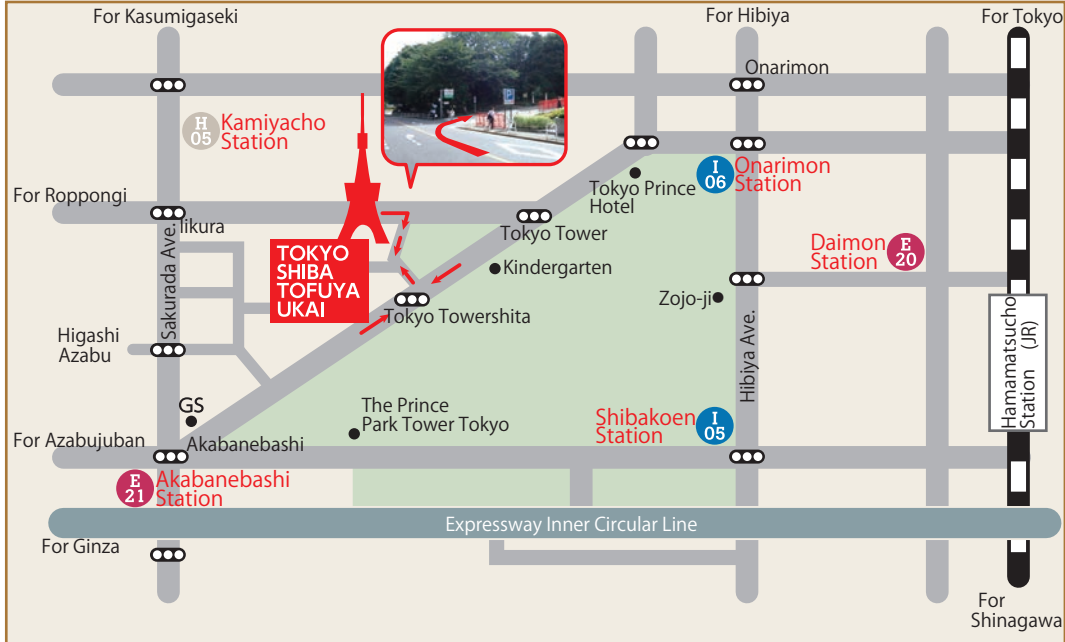 For Kasumigaseki
For Hibiya
For Tokyo
Onarimon
H
05
Kamiyacho
Station
I
06
Onarimon
Station
Tokyo Prince
Hotel
For Roppongi
Iikura
Tokyo Tower
Daimon
Station
E
20
TOKYO
SHIBA
TOFUYA
UKAI
Kindergarten
Zojo-ji
Sakurada Ave.
Tokyo Towershita
Higashi
Azabu
Hibiya Ave.
Hamamatsucho
Station (JR)
GS
The Prince
Park Tower Tokyo
Shibakoen
Station
I
05
For Azabujuban
Akabanebashi
E
21
Akabanebashi
Station
Expressway Inner Circular Line
For Ginza
For
Shinagawa